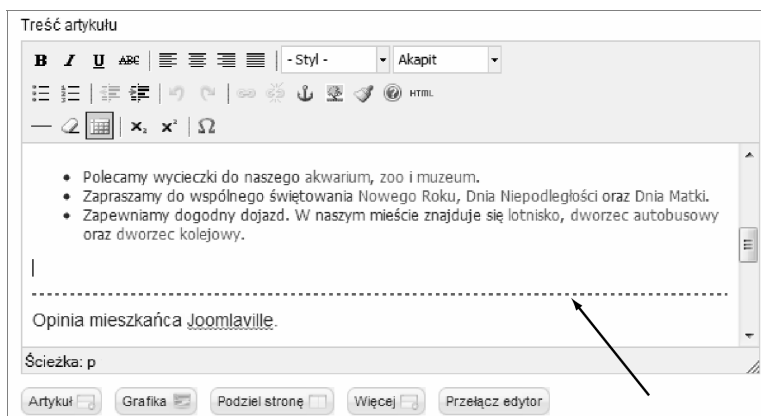 Treść artykułu
B I U ABC - Styl - Akapit
HTML
x₂ x² Ω
• Polecamy wycieczki do naszego akwarium, zoo i muzeum.
• Zapraszamy do wspólnego świętowania Nowego Roku, Dnia Niepodległości oraz Dnia Matki.
• Zapewniamy dogodny dojazd. W naszym mieście znajduje się lotnisko, dworzec autobusowy
oraz dworzec kolejowy.
Opinia mieszkańca Joomlaville.
Ścieżka: p
Artykuł Grafika Podziel stronę Więcej Przełącz edytor